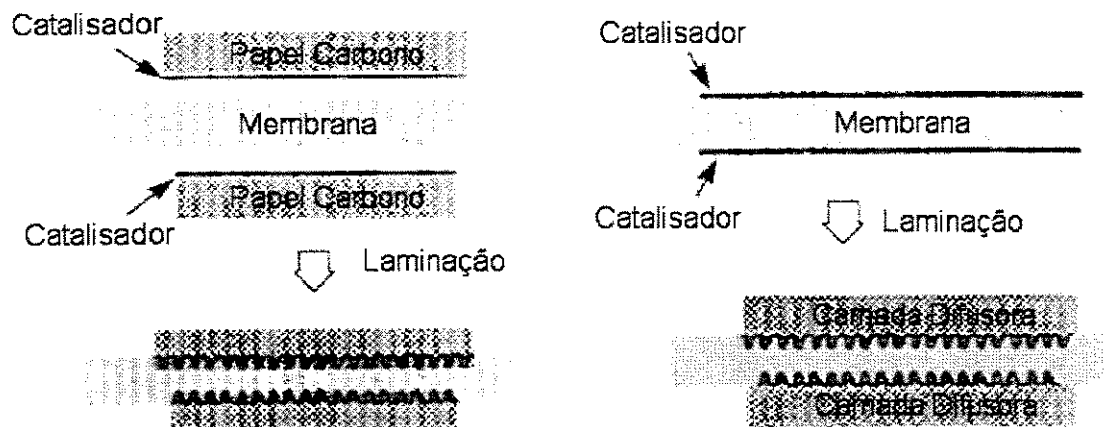 Catalisador
Papel Carbono
Membrana
Papel Carbono
Catalisador
Laminação
Catalisador
Membrana
Catalisador
Laminação
Camada Difusora
Camada Difusora